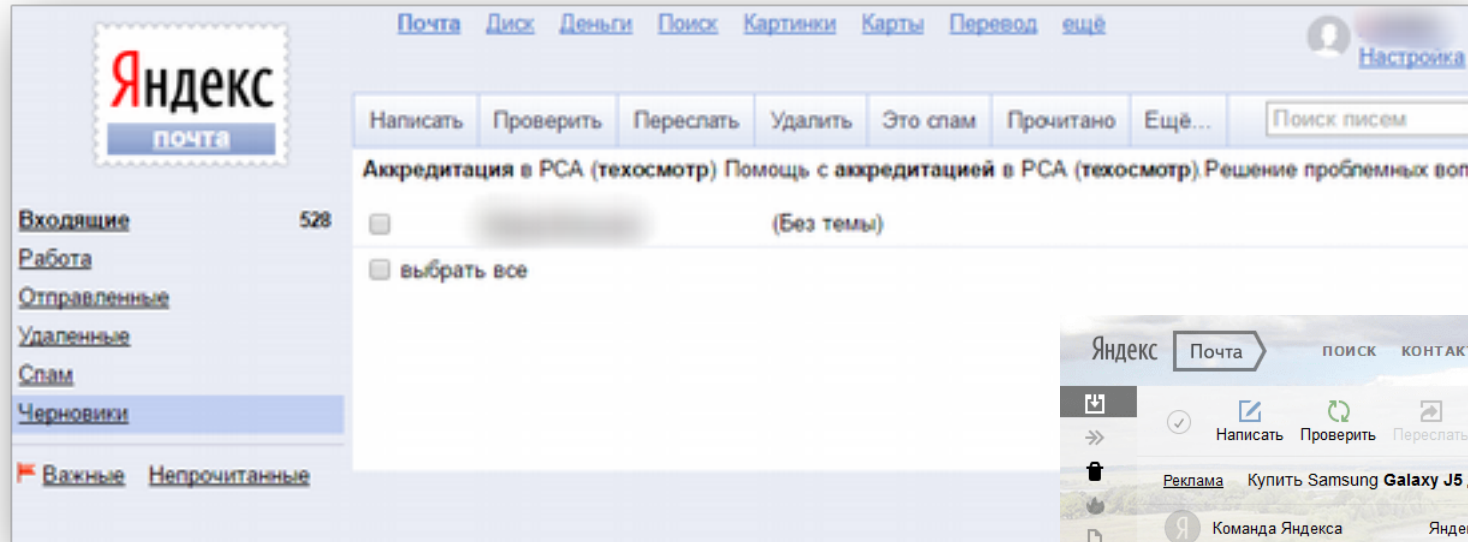 Почта Диск Деньги Поиск Картинки Карты Перевод ещё
Настройка
Яндекс
почта
Написать Проверить Переслать Удалить Это спам Прочитано Ещё... Поиск писем
Аккредитация в РСА (техосмотр) Помощь с аккредитацией в РСА (техосмотр).Решение проблемных воп
Входящие 528
(Без темы)
Работа
выбрать все
Отправленные
Удаленные
Спам
Черновики
Важные Непрочитанные
Яндекс Почта ПОИСК КОНТАК
Написать Проверить Переслать
Реклама Купить Samsung Galaxy J5
Я Команда Яндекса Яндек